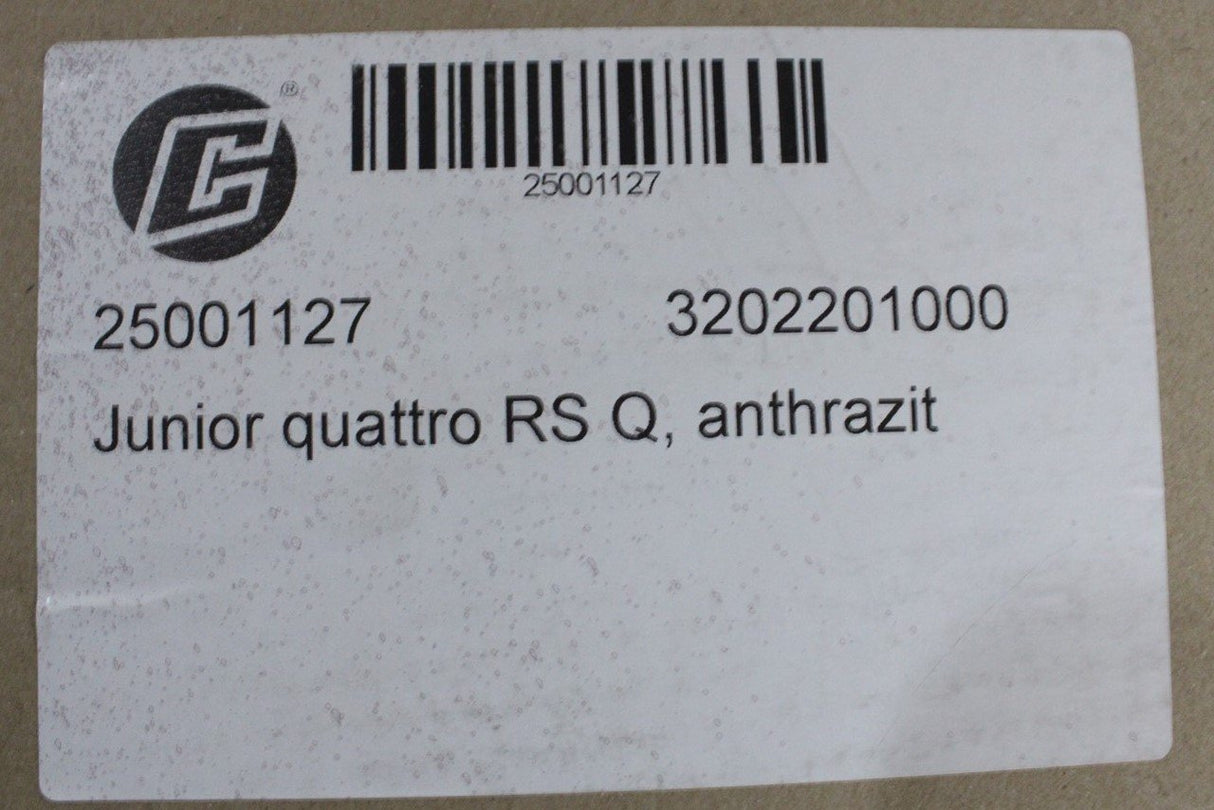 ®
25001127
25001127 3202201000
Junior quattro RS Q, anthrazit